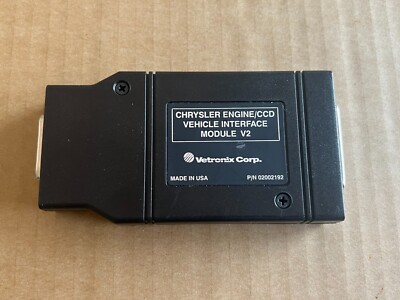 CHRYSLER ENGINE/CCD
VEHICLE INTERFACE
MODULE V2
Vetronix Corp.
MADE IN USA P/N 02002192